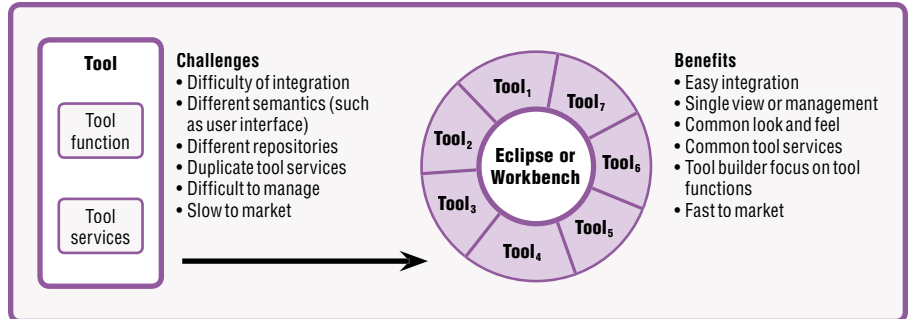 Tool
Tool
function
Tool
services
Challenges
• Difficulty of integration
• Different semantics (such
as user interface)
• Different repositories
• Duplicate tool services
• Difficult to manage
• Slow to market
Tool₁
Tool₇
Tool₂
Tool₆
Eclipse or
Workbench
Tool₃
Tool₅
Tool₄
Benefits
• Easy integration
• Single view or management
• Common look and feel
• Common tool services
• Tool builder focus on tool
functions
• Fast to market